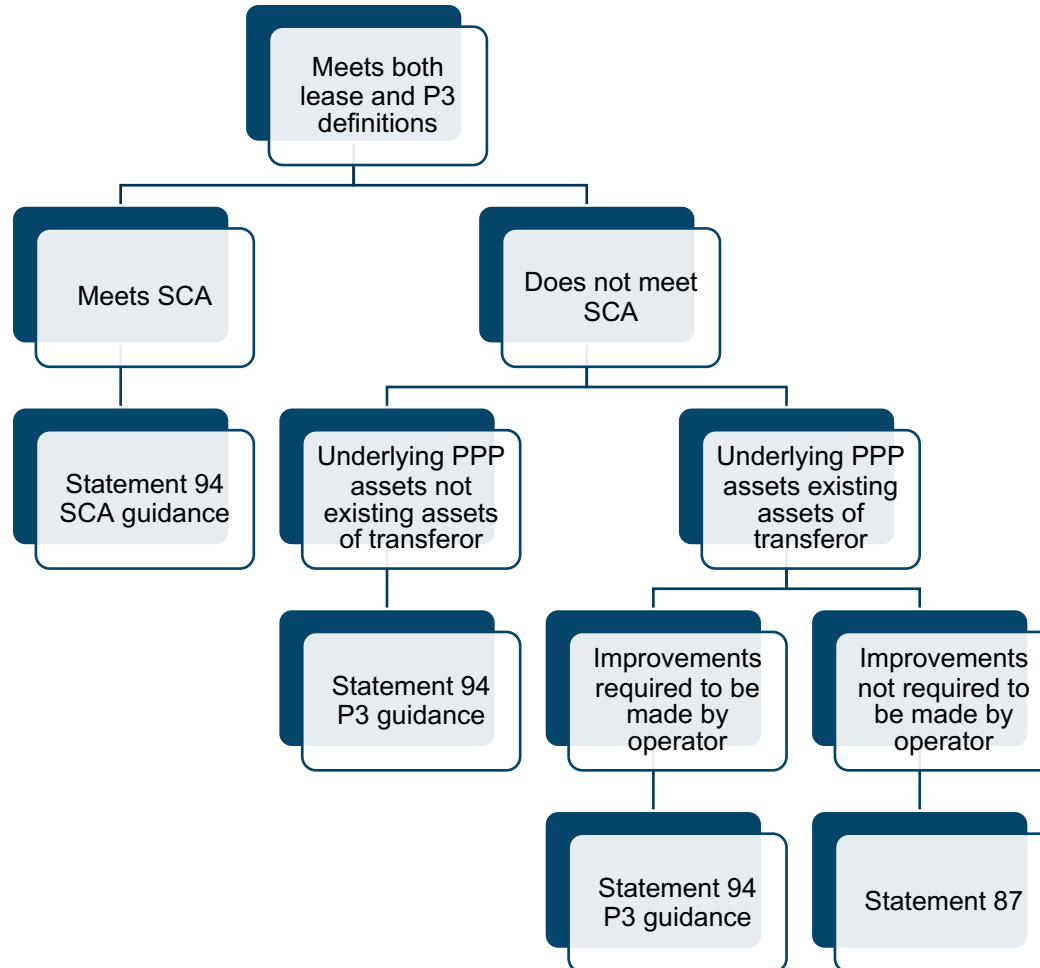 Meets both
lease and P3
definitions
Meets SCA
Does not meet
SCA
Statement 94
SCA guidance
Underlying PPP
assets not
existing assets
of transferor
Underlying PPP
assets existing
assets of
transferor
Statement 94
P3 guidance
Improvements
required to be
made by
operator
Improvements
not required to
be made by
operator
Statement 94
P3 guidance
Statement 87